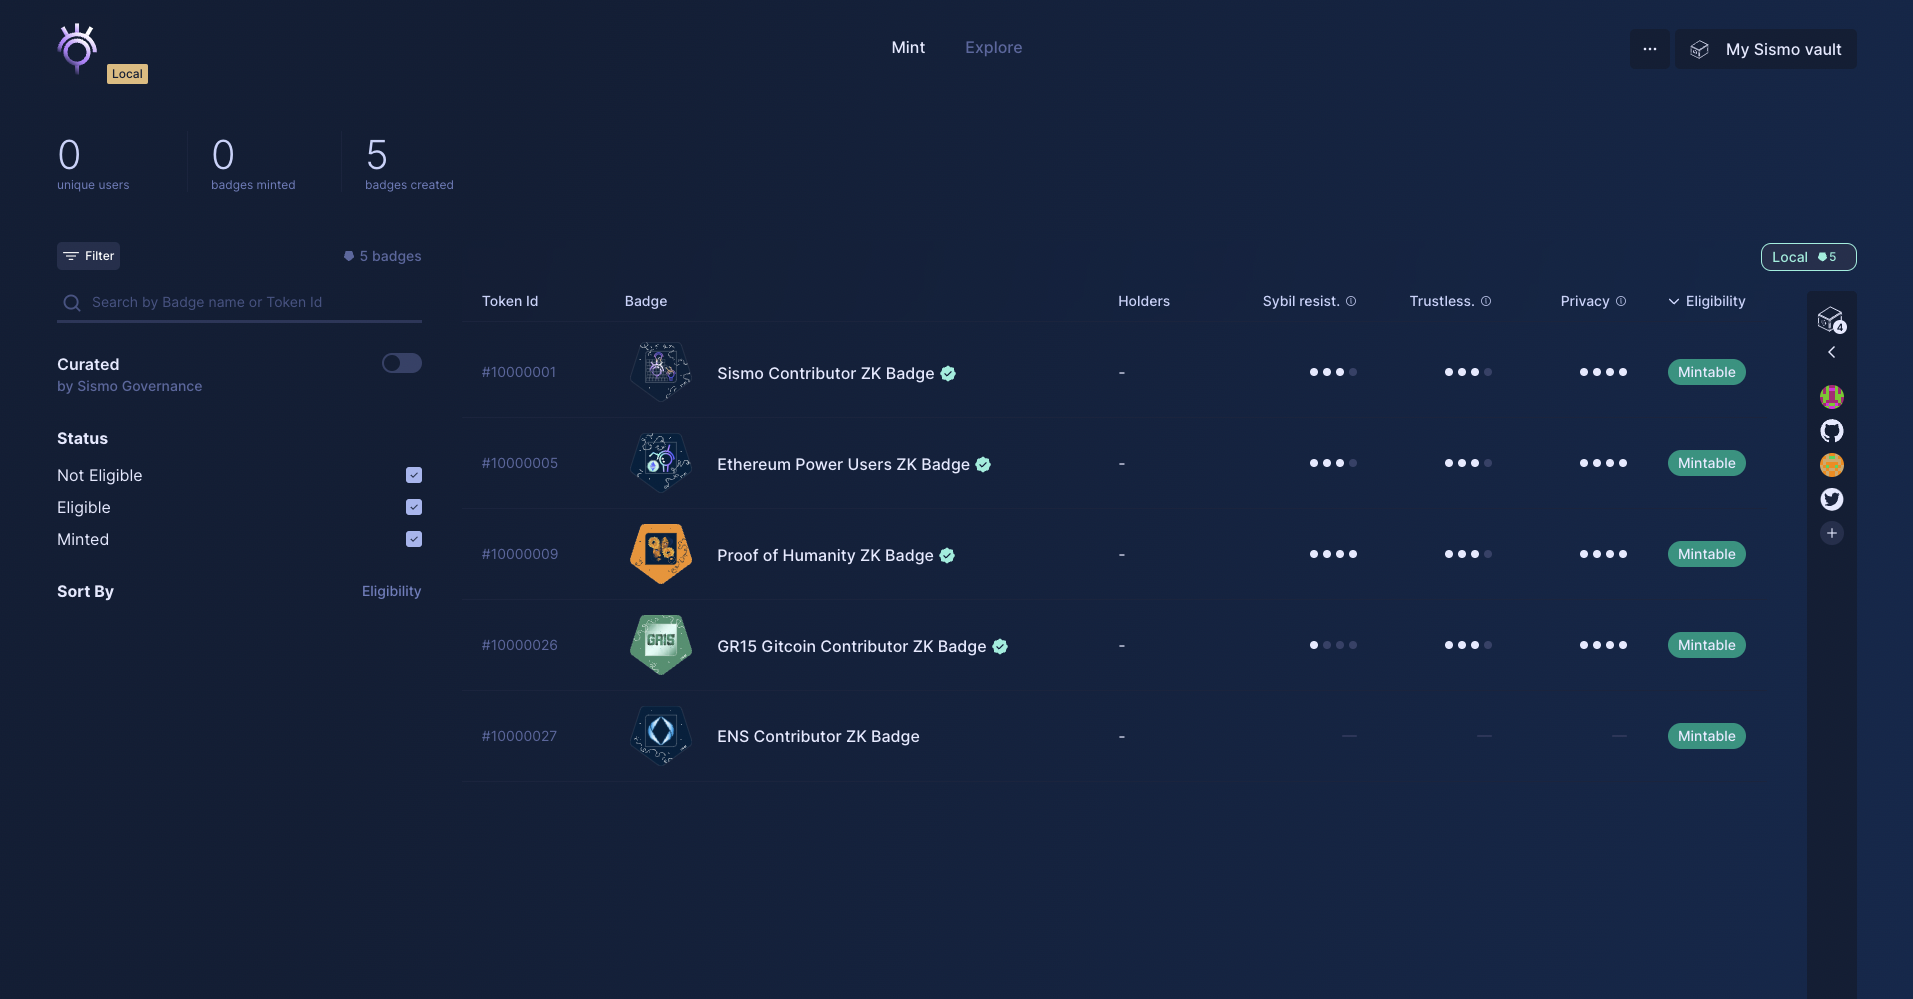 Local
Mint
Explore
...
My Sismo vault
0
unique users
0
badges minted
5
badges created
Filter
5 badges
Local 5
Search by Badge name or Token Id
Curated
by Sismo Governance
Status
Not Eligible
Eligible
Minted
Sort By
Eligibility
Token Id Badge Holders Sybil resist. Trustless. Privacy Eligibility
#10000001 Sismo Contributor ZK Badge - Mintable
#10000005 Ethereum Power Users ZK Badge - Mintable
#10000009 Proof of Humanity ZK Badge - Mintable
#10000026 GR15 GR15 Gitcoin Contributor ZK Badge - Mintable
#10000027 ENS Contributor ZK Badge - Mintable
4